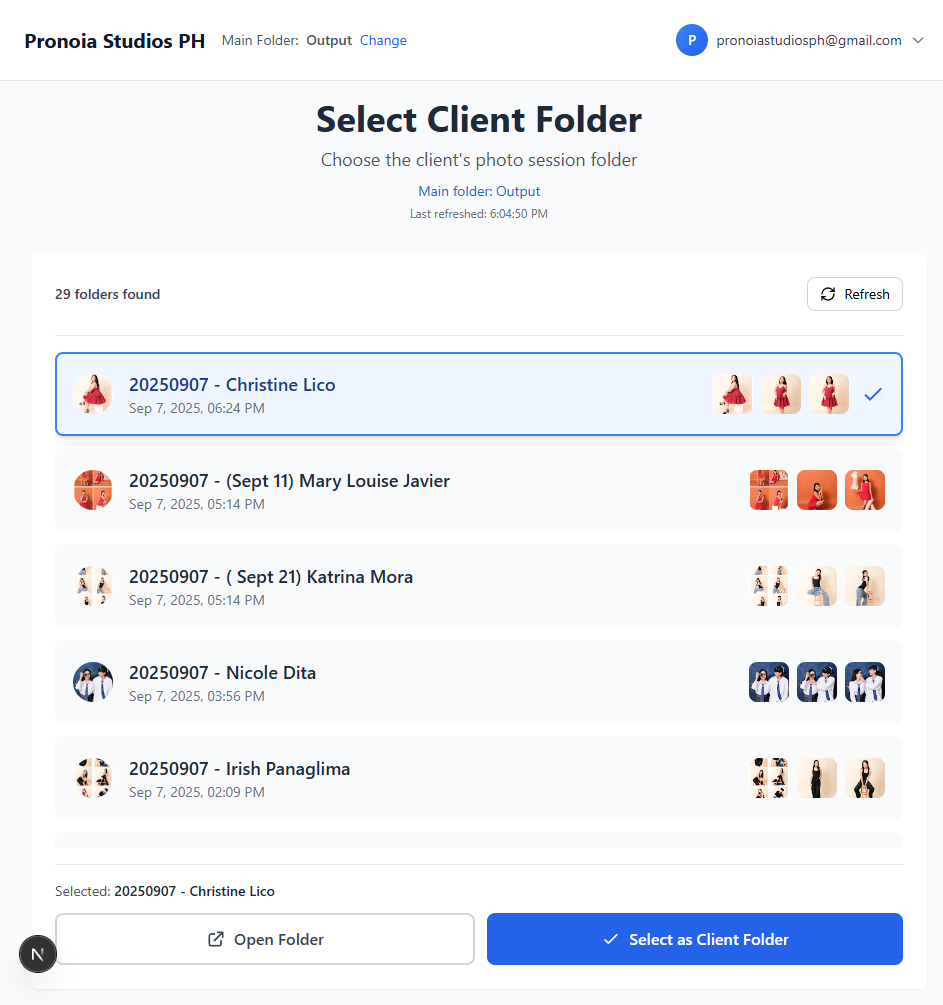 Pronoia Studios PH Main Folder: Output Change P pronoiastudiosph@gmail.com
Select Client Folder
Choose the client's photo session folder
Main folder: Output
Last refreshed: 6:04:50 PM
29 folders found Refresh
20250907 - Christine Lico
Sep 7, 2025, 06:24 PM
20250907 - (Sept 11) Mary Louise Javier
Sep 7, 2025, 05:14 PM
20250907 - ( Sept 21) Katrina Mora
Sep 7, 2025, 05:14 PM
20250907 - Nicole Dita
Sep 7, 2025, 03:56 PM
20250907 - Irish Panaglima
Sep 7, 2025, 02:09 PM
Selected: 20250907 - Christine Lico
Open Folder Select as Client Folder
N